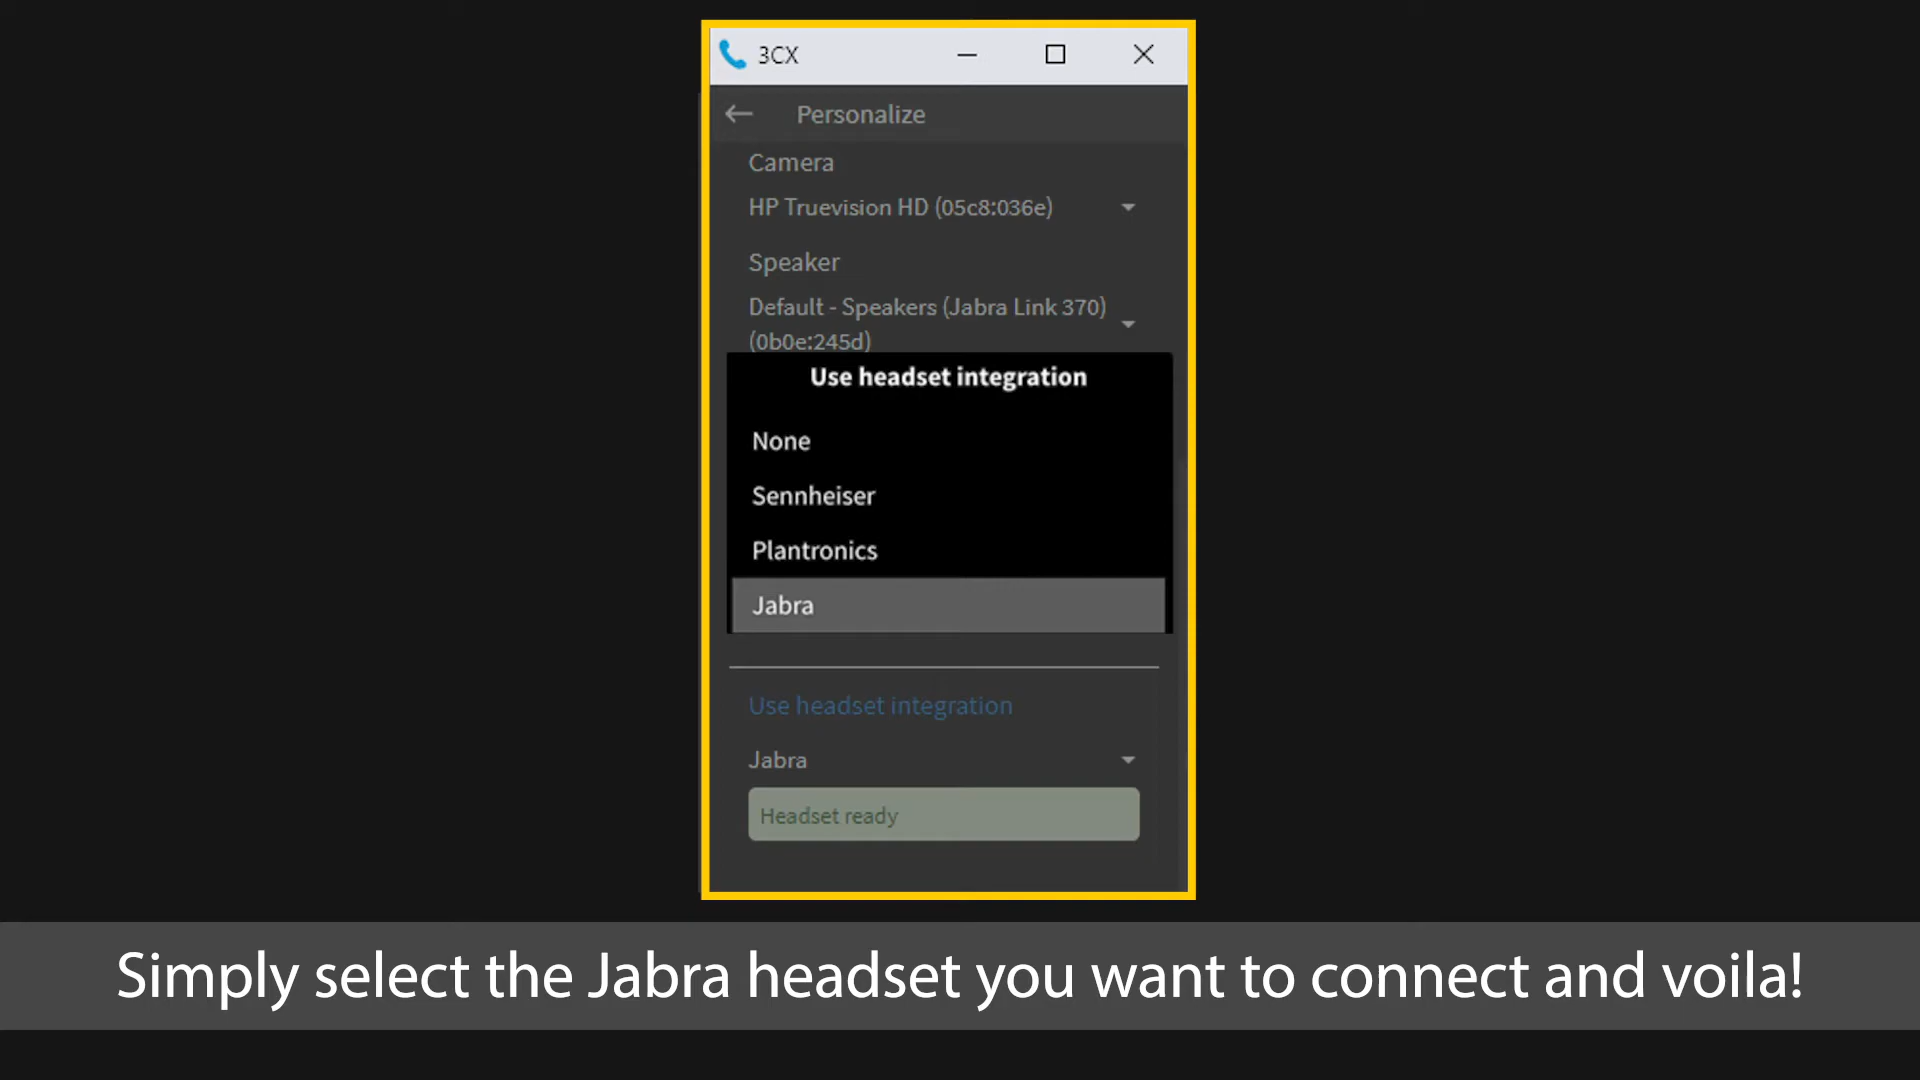 3CX
Personalize
Camera
HP Truevision HD (05c8:036e)
Speaker
Default - Speakers (Jabra Link 370)
(0b0e:245d)
Use headset integration
None
Sennheiser
Plantronics
Jabra
Use headset integration
Jabra
Headset ready
Simply select the Jabra headset you want to connect and voila!